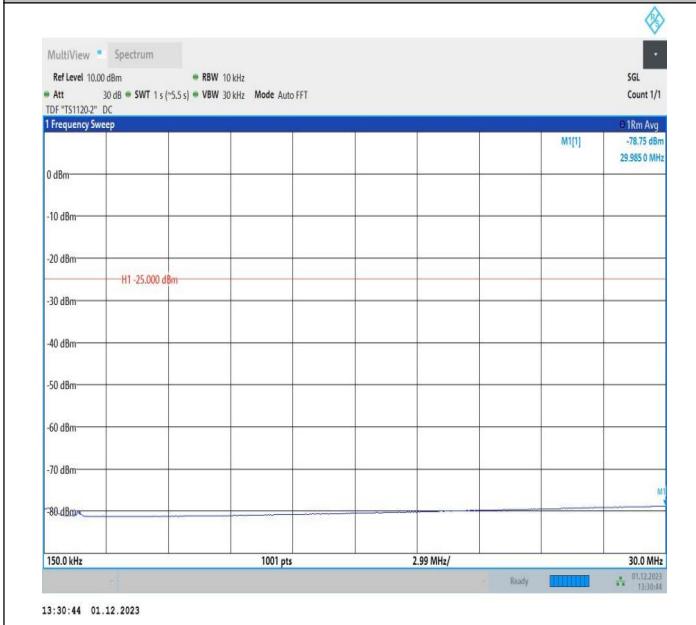 MultiView Spectrum
Ref Level 10.00 dBm RBW 10 kHz SGL
Att 30 dB SWT 1 s (~5.5 s) VBW 30 kHz Mode Auto FFT Count 1/1
TDF "TS1120-2" DC
1 Frequency Sweep 1Rm Avg
M1[1] -78.75 dBm
29.985 0 MHz
0 dBm
-10 dBm
-20 dBm
H1 -25.000 dBm
-30 dBm
-40 dBm
-50 dBm
-60 dBm
-70 dBm
M1
-80 dBm
150.0 kHz 1001 pts 2.99 MHz/ 30.0 MHz
Ready 01.12.2023
13:30:44
13:30:44 01.12.2023